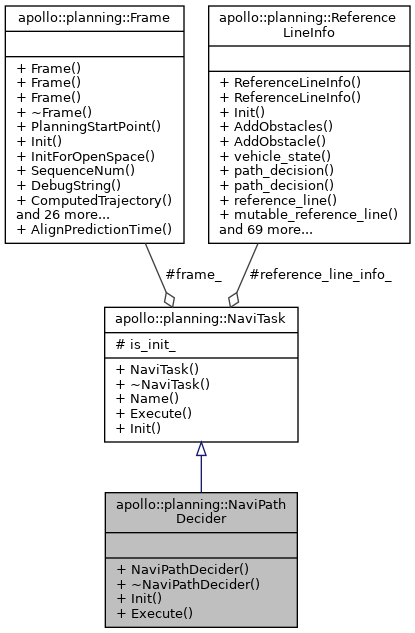 apollo::planning::Frame
+ Frame()
+ Frame()
+ Frame()
+ ~Frame()
+ PlanningStartPoint()
+ Init()
+ InitForOpenSpace()
+ SequenceNum()
+ DebugString()
+ ComputedTrajectory()
and 26 more...
+ AlignPredictionTime()
apollo::planning::Reference
LineInfo
+ ReferenceLineInfo()
+ ReferenceLineInfo()
+ Init()
+ AddObstacles()
+ AddObstacle()
+ vehicle_state()
+ path_decision()
+ path_decision()
+ reference_line()
+ mutable_reference_line()
and 69 more...
#frame_
#reference_line_info_
apollo::planning::NaviTask
# is_init_
+ NaviTask()
+ ~NaviTask()
+ Name()
+ Execute()
+ Init()
apollo::planning::NaviPath
Decider
+ NaviPathDecider()
+ ~NaviPathDecider()
+ Init()
+ Execute()